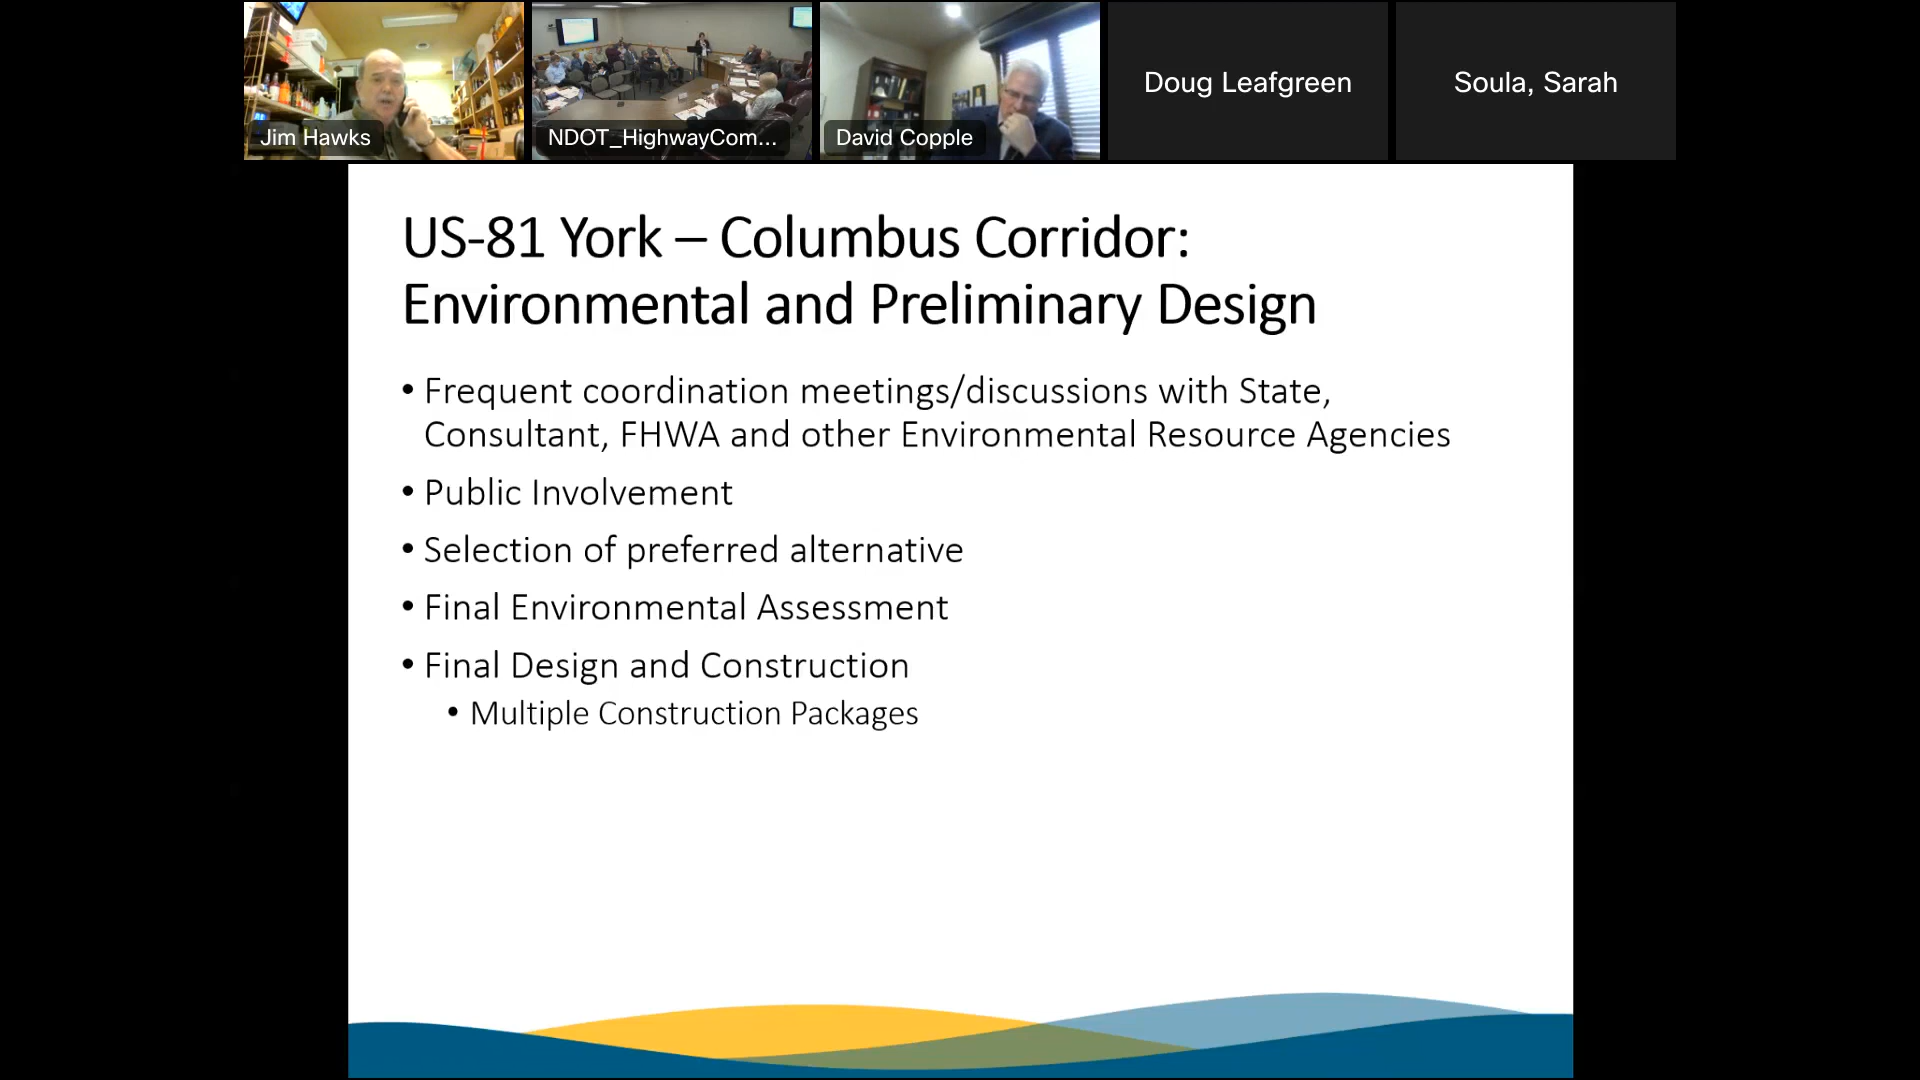 Jim Hawks
NDOT_HighwayCom...
David Copple
Doug Leafgreen
Soula, Sarah
US-81 York – Columbus Corridor:
Environmental and Preliminary Design
• Frequent coordination meetings/discussions with State,
Consultant, FHWA and other Environmental Resource Agencies
• Public Involvement
• Selection of preferred alternative
• Final Environmental Assessment
• Final Design and Construction
• Multiple Construction Packages